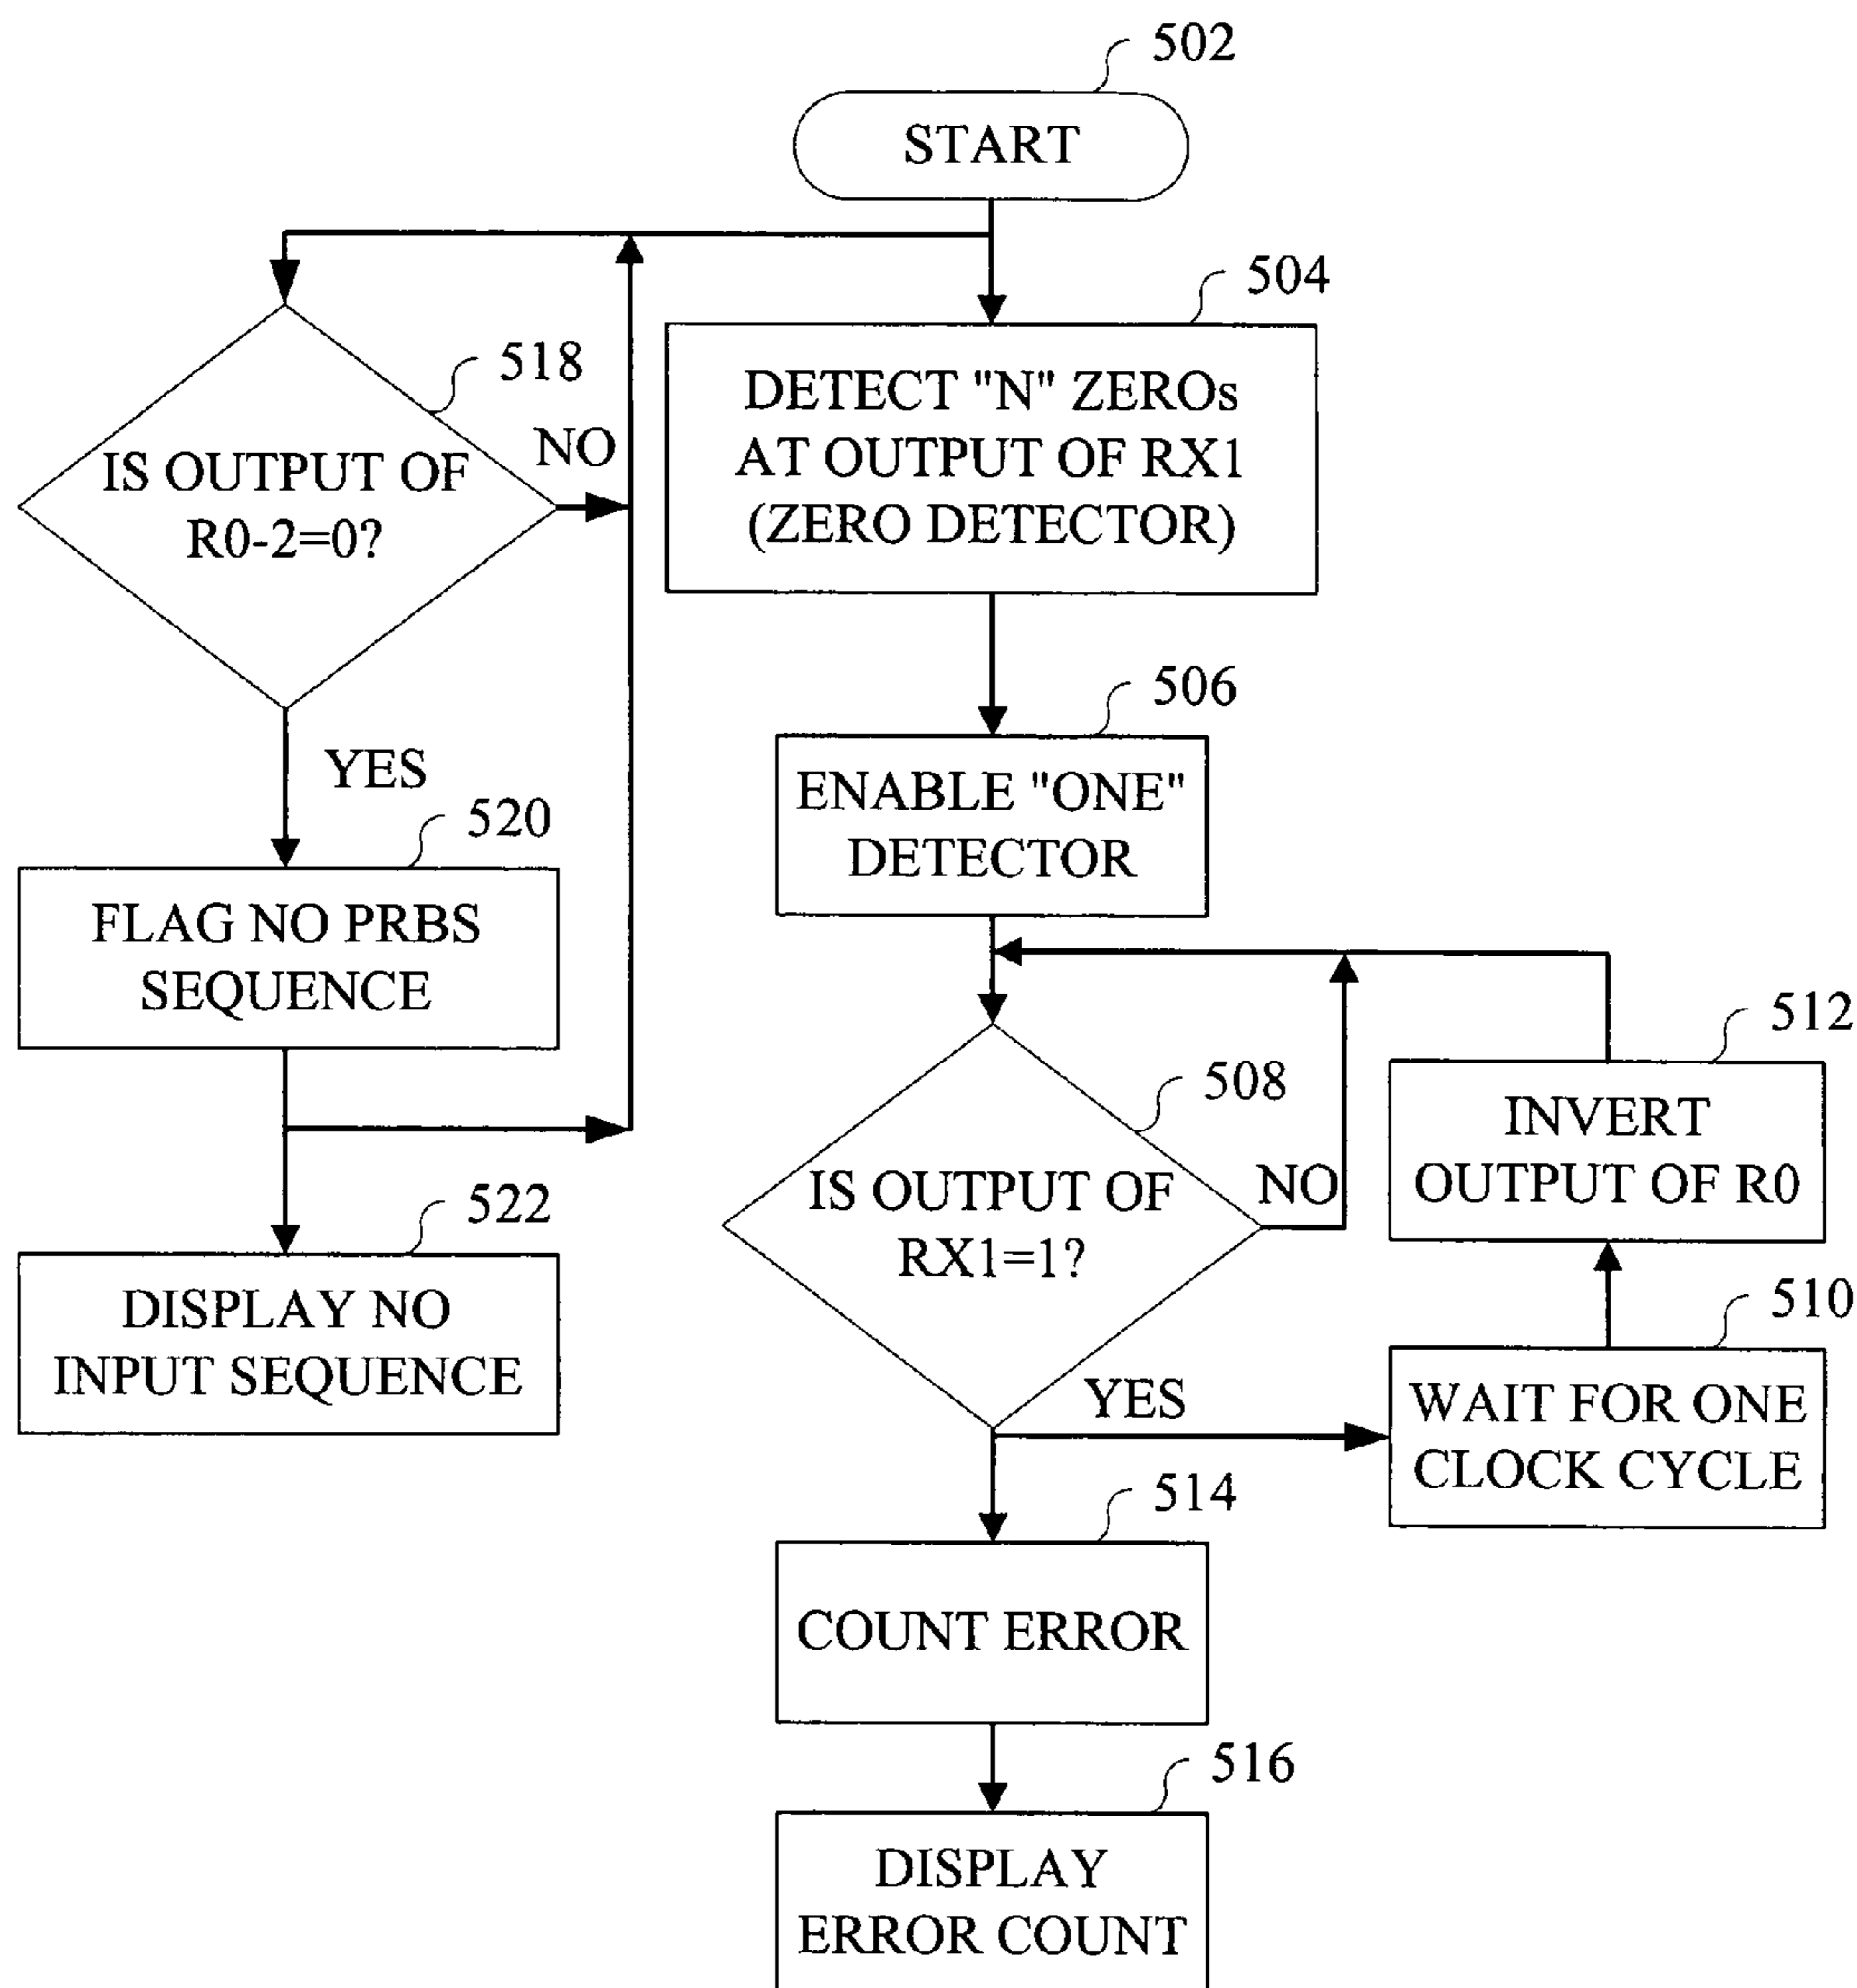 502
START
504
DETECT "N" ZEROs
AT OUTPUT OF RX1
(ZERO DETECTOR)
518
IS OUTPUT OF
R0-2=0?
NO
YES
506
ENABLE "ONE"
DETECTOR
520
FLAG NO PRBS
SEQUENCE
522
DISPLAY NO
INPUT SEQUENCE
508
IS OUTPUT OF
RX1=1?
NO
YES
512
INVERT
OUTPUT OF R0
510
WAIT FOR ONE
CLOCK CYCLE
514
COUNT ERROR
516
DISPLAY
ERROR COUNT